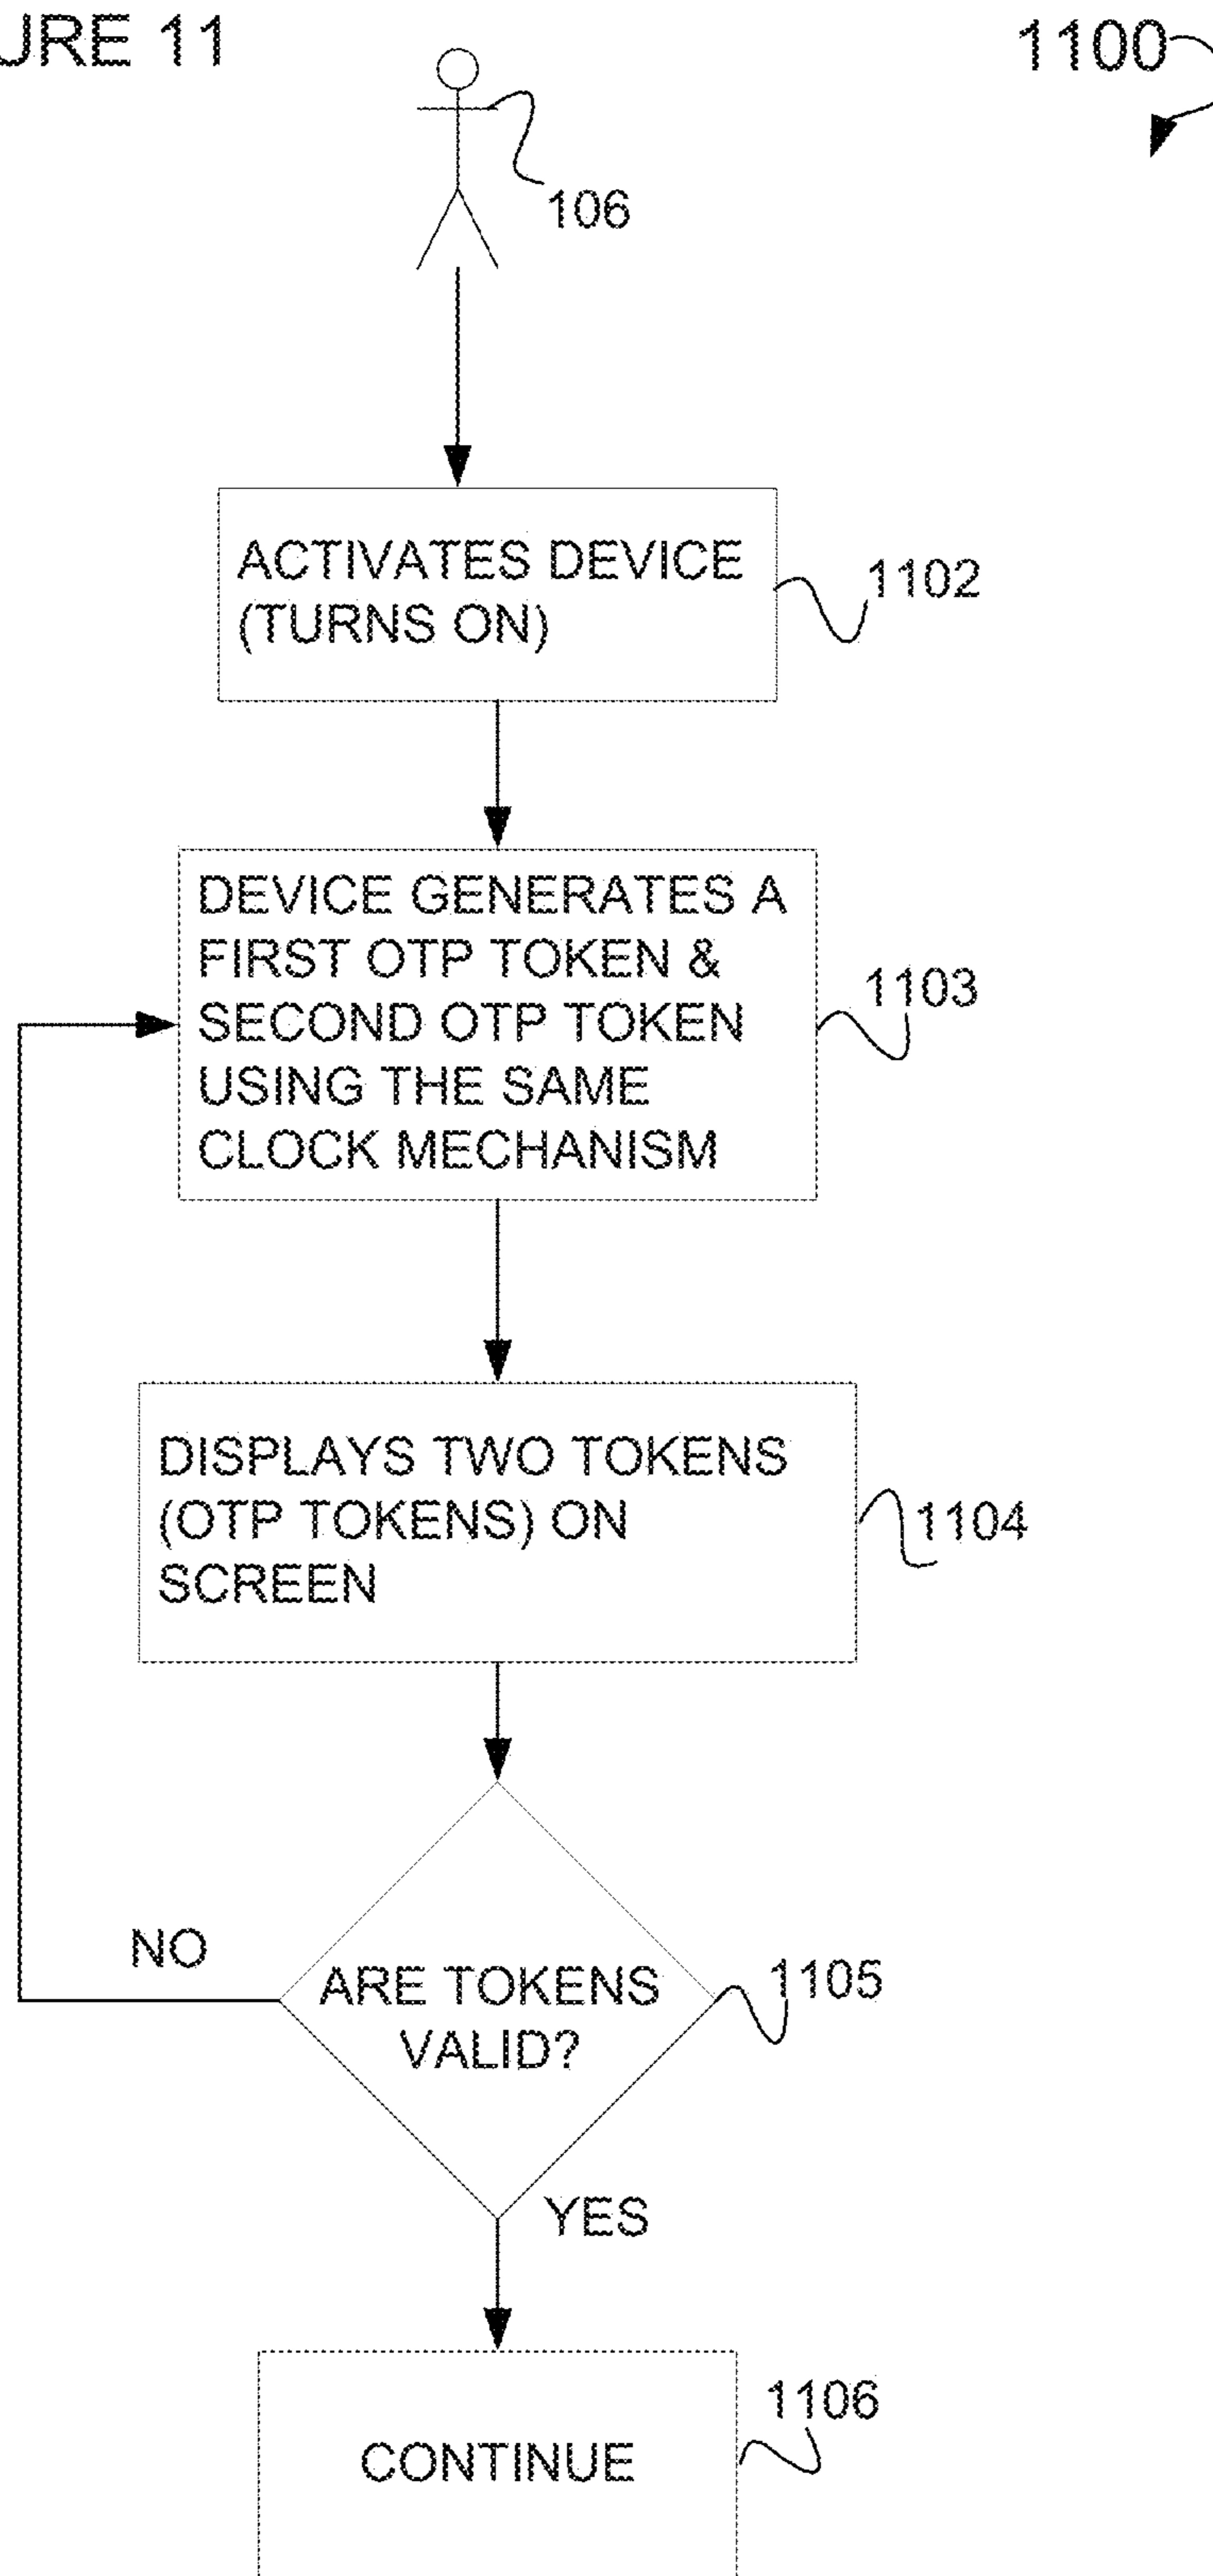 URE 11
1100
106
ACTIVATES DEVICE
(TURNS ON)
1102
DEVICE GENERATES A
FIRST OTP TOKEN &
SECOND OTP TOKEN
USING THE SAME
CLOCK MECHANISM
1103
DISPLAYS TWO TOKENS
(OTP TOKENS) ON
SCREEN
1104
NO
ARE TOKENS
VALID?
1105
YES
CONTINUE
1106